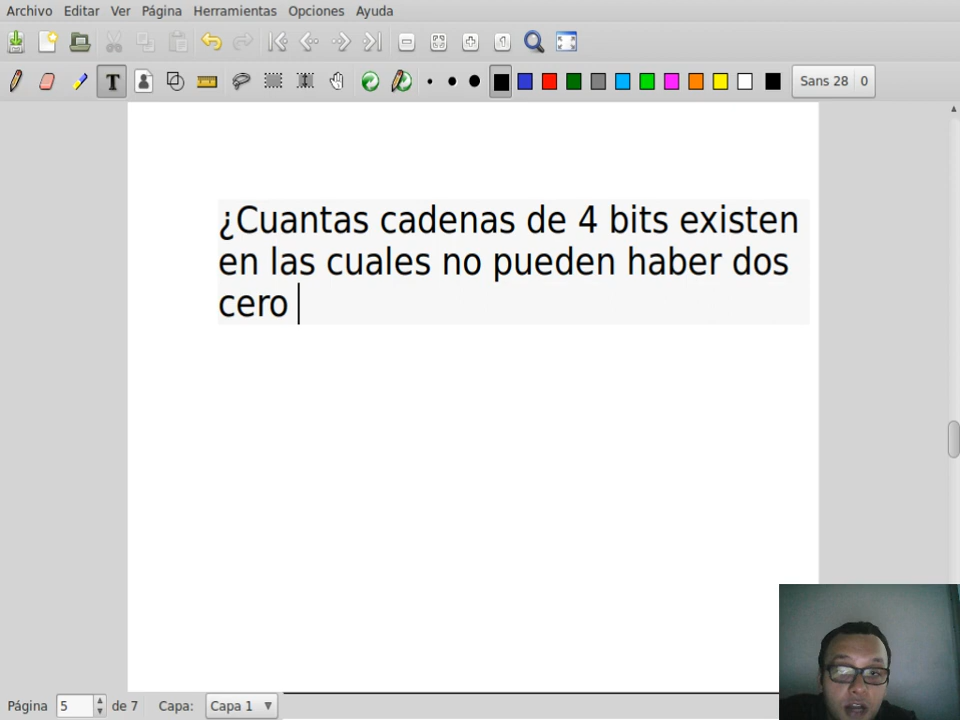 Archivo Editar Ver Página Herramientas Opciones Ayuda
T Sans 28 0
¿Cuantas cadenas de 4 bits existen
en las cuales no pueden haber dos
cero
Página 5 de 7 Capa: Capa 1